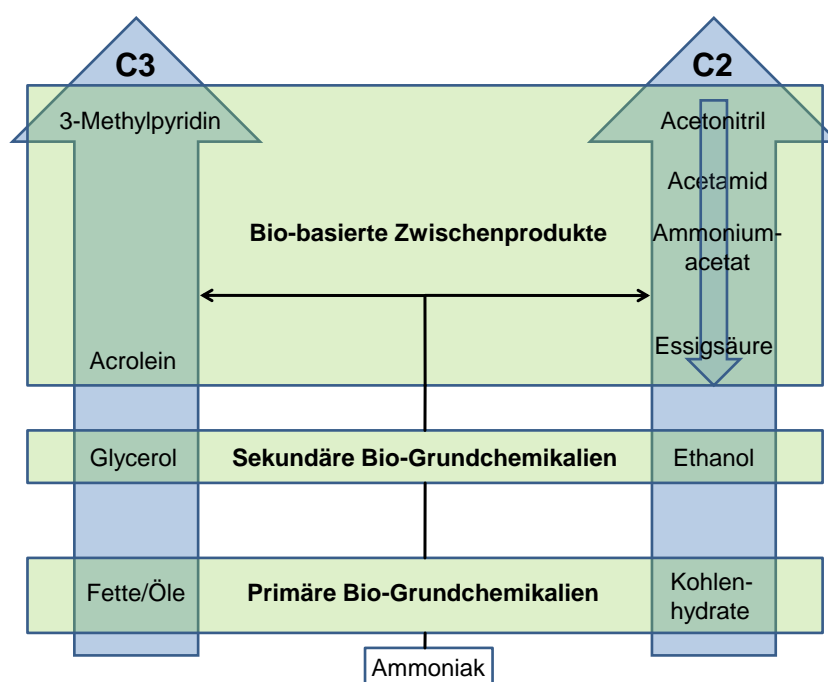 C3
C2
3-Methylpyridin
Acetonitril
Acetamid
Bio-basierte Zwischenprodukte
Ammonium-
acetat
Acrolein
Essigsäure
Glycerol
Sekundäre Bio-Grundchemikalien
Ethanol
Fette/Öle
Primäre Bio-Grundchemikalien
Kohlen-
hydrate
Ammoniak